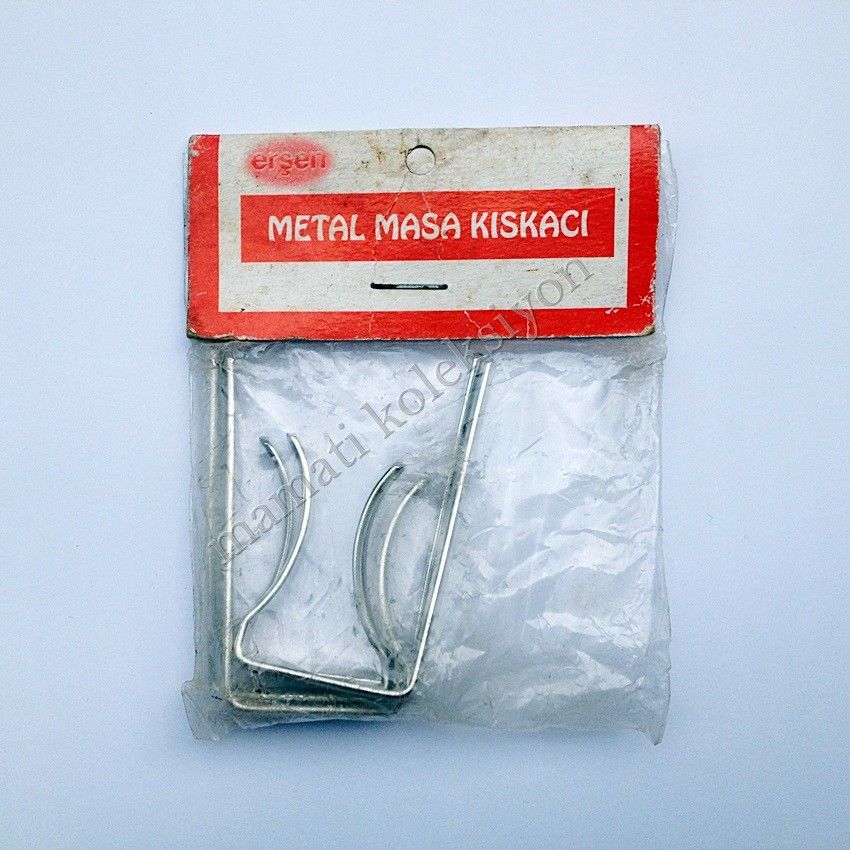 erşen
METAL MASA KISKACI
mamati koleksiyon